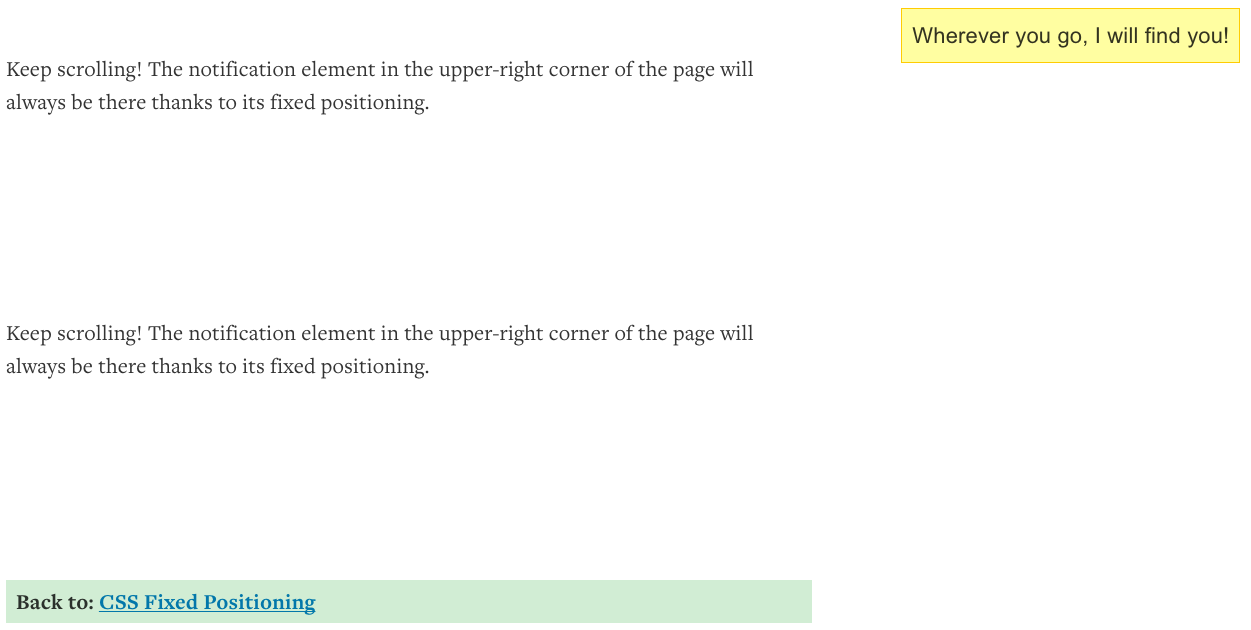 Wherever you go, I will find you!
Keep scrolling! The notification element in the upper-right corner of the page will
always be there thanks to its fixed positioning.
Keep scrolling! The notification element in the upper-right corner of the page will
always be there thanks to its fixed positioning.
Back to: CSS Fixed Positioning